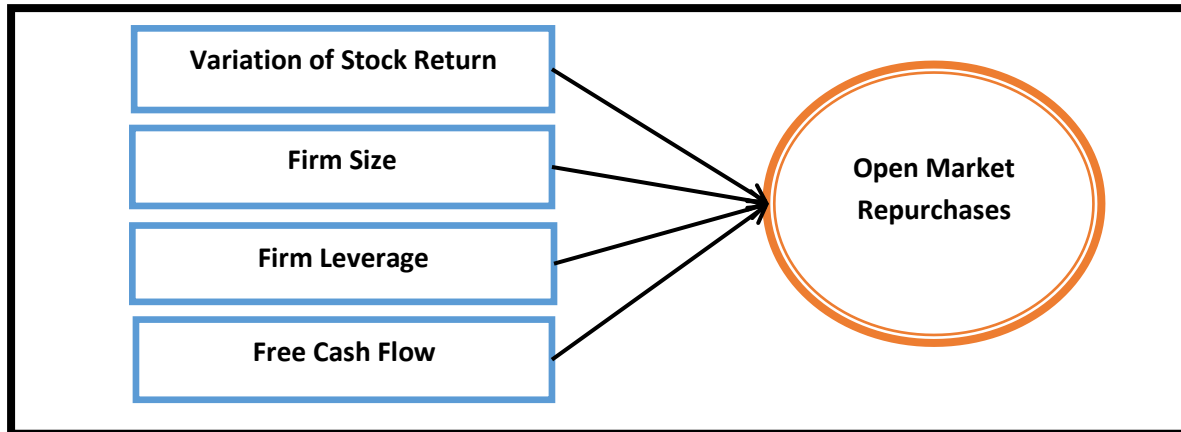 Variation of Stock Return
Firm Size
Firm Leverage
Free Cash Flow
Open Market
Repurchases